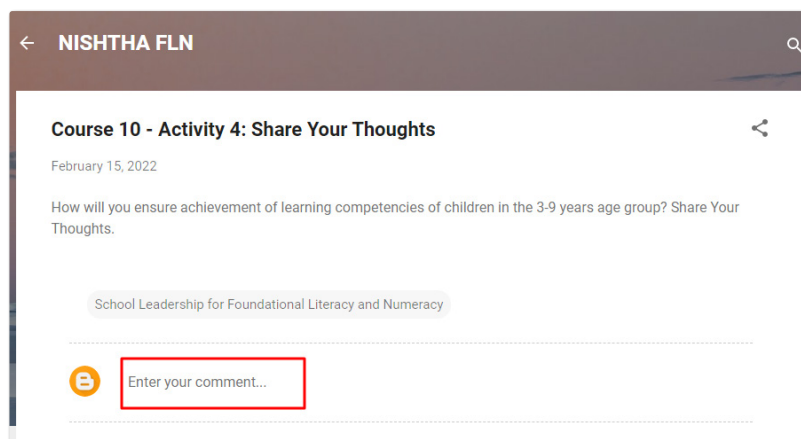 NISHTHA FLN
Course 10 - Activity 4: Share Your Thoughts
February 15, 2022
How will you ensure achievement of learning competencies of children in the 3-9 years age group? Share Your
Thoughts.
School Leadership for Foundational Literacy and Numeracy
Enter your comment...